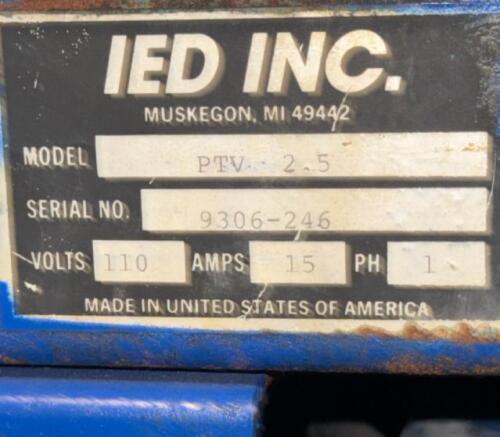 IED INC.
MUSKEGON, MI 49442
MODEL PTV 2.5
SERIAL NO. 9306-246
VOLTS 110 AMPS 15 PH 1
MADE IN UNITED STATES OF AMERICA